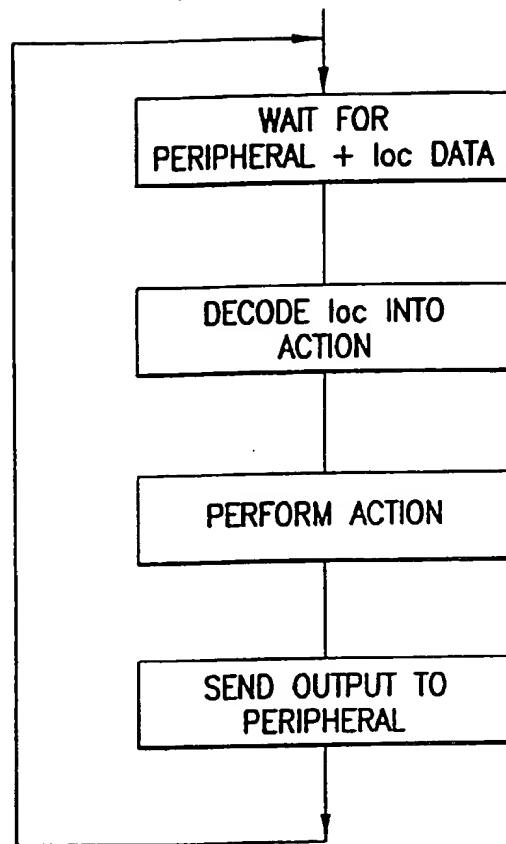 WAIT FOR
PERIPHERAL + loc DATA
DECODE loc INTO
ACTION
PERFORM ACTION
SEND OUTPUT TO
PERIPHERAL